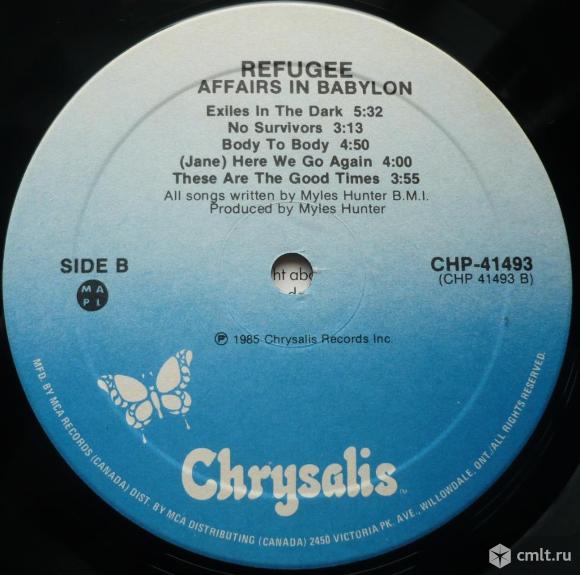 REFUGEE
AFFAIRS IN BABYLON
Exiles In The Dark 5:32
No Survivors 3:13
Body To Body 4:50
(Jane) Here We Go Again 4:00
These Are The Good Times 3:55
All songs written by Myles Hunter B.M.I.
Produced by Myles Hunter
SIDE B
M A
P L
CHP-41493
(CHP 41493 B)
ht abo
℗ 1985 Chrysalis Records Inc.
Chrysalis™
MFD. BY MCA RECORDS (CANADA) DIST. BY MCA DISTRIBUTING (CANADA) 2450 VICTORIA PK. AVE., WILLOWDALE, ONT./ALL RIGHTS RESERVED.
cmlt.ru